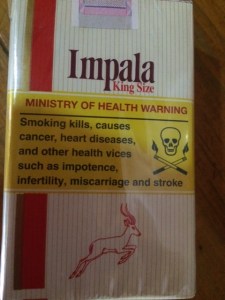 Impala
King Size
MINISTRY OF HEALTH WARNING
Smoking kills, causes
cancer, heart diseases,
and other health vices
such as impotence,
infertility, miscarriage and stroke